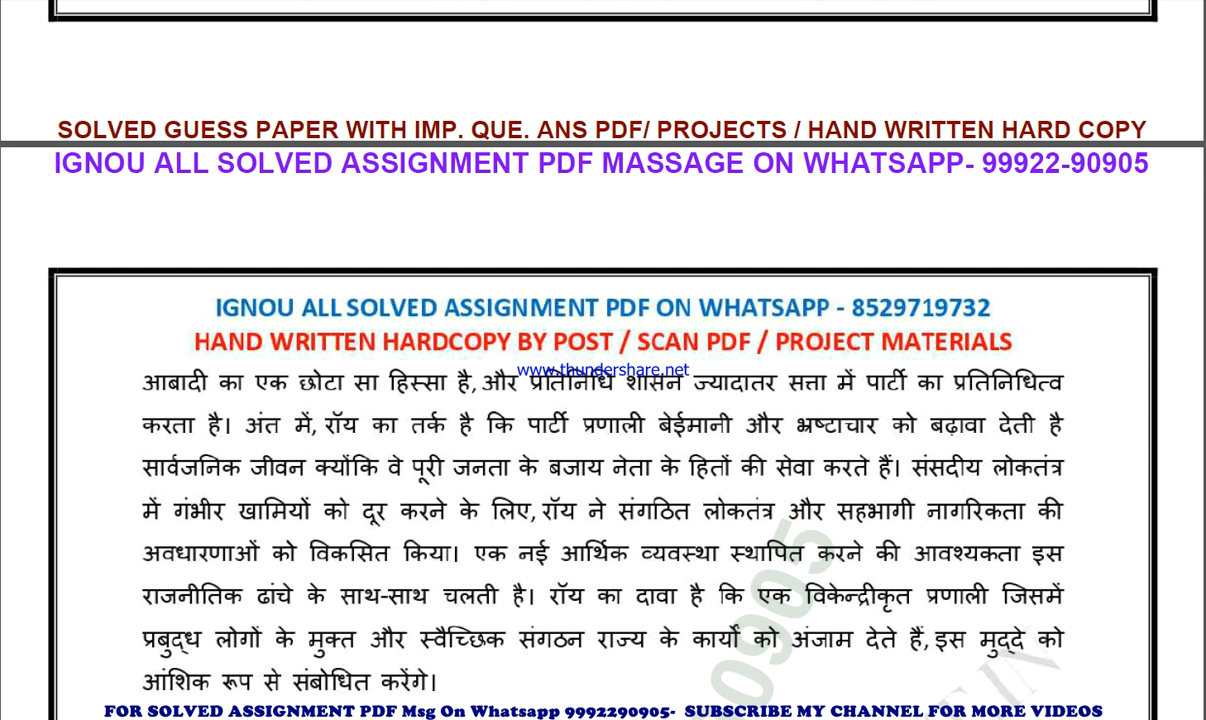 SOLVED GUESS PAPER WITH IMP. QUE. ANS PDF/ PROJECTS / HAND WRITTEN HARD COPY
IGNOU ALL SOLVED ASSIGNMENT PDF MASSAGE ON WHATSAPP- 99922-90905
IGNOU ALL SOLVED ASSIGNMENT PDF ON WHATSAPP - 8529719732
HAND WRITTEN HARDCOPY BY POST / SCAN PDF / PROJECT MATERIALS
www.thundershare.net
आबादी का एक छोटा सा हिस्सा है, और प्रतिनिधि शासन ज्यादातर सत्ता में पार्टी का प्रतिनिधित्व
करता है। अंत में, रॉय का तर्क है कि पार्टी प्रणाली बेईमानी और भ्रष्टाचार को बढ़ावा देती है
सार्वजनिक जीवन क्योंकि वे पूरी जनता के बजाय नेता के हितों की सेवा करते हैं। संसदीय लोकतंत्र
में गंभीर खामियों को दूर करने के लिए, रॉय ने संगठित लोकतंत्र और सहभागी नागरिकता की
अवधारणाओं को विकसित किया। एक नई आर्थिक व्यवस्था स्थापित करने की आवश्यकता इस
राजनीतिक ढांचे के साथ-साथ चलती है। रॉय का दावा है कि एक विकेन्द्रीकृत प्रणाली जिसमें
प्रबुद्ध लोगों के मुक्त और स्वैच्छिक संगठन राज्य के कार्यों को अंजाम देते हैं, इस मुद्दे को
आंशिक रूप से संबोधित करेंगे।
FOR SOLVED ASSIGNMENT PDF Msg On Whatsapp 9992290905- SUBSCRIBE MY CHANNEL FOR MORE VIDEOS